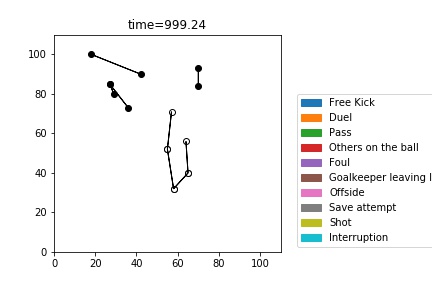 time=999.24
100
80
60
40
20
0
0 20 40 60 80 100
Free Kick
Duel
Pass
Others on the ball
Foul
Goalkeeper leaving l
Offside
Save attempt
Shot
Interruption